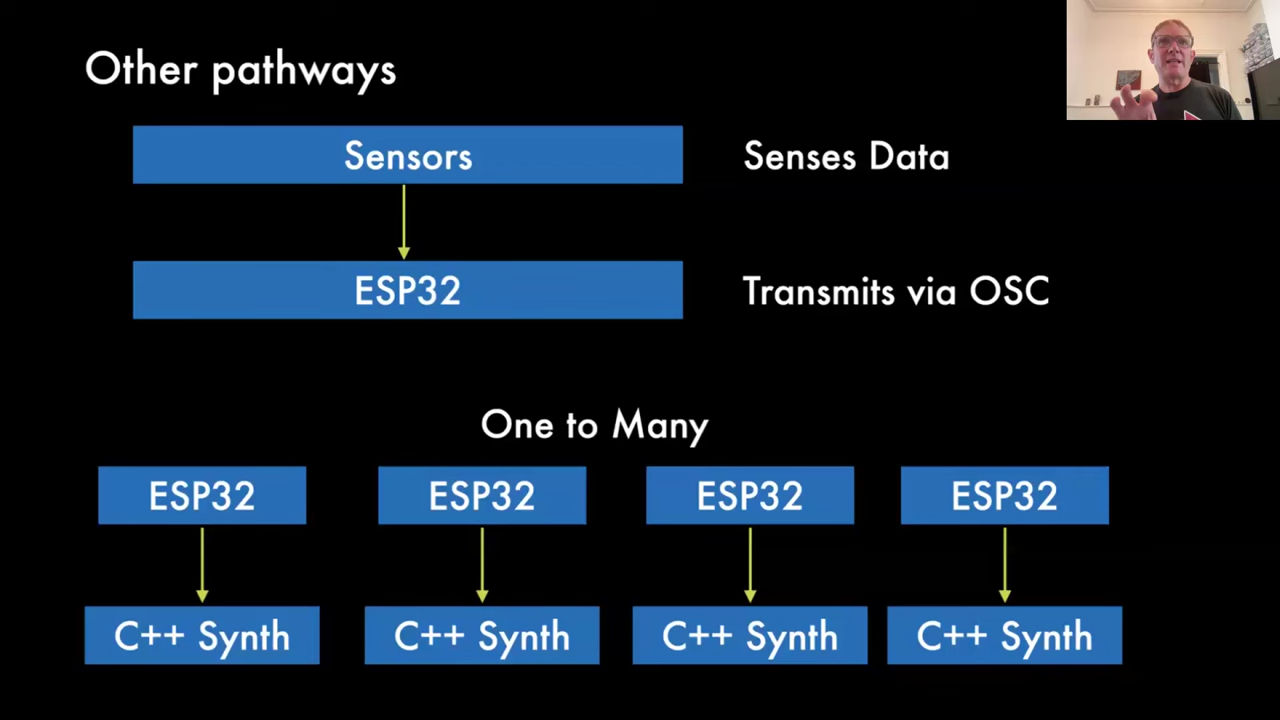 Other pathways
Sensors
Senses Data
ESP32
Transmits via OSC
One to Many
ESP32
ESP32
ESP32
ESP32
C++ Synth
C++ Synth
C++ Synth
C++ Synth